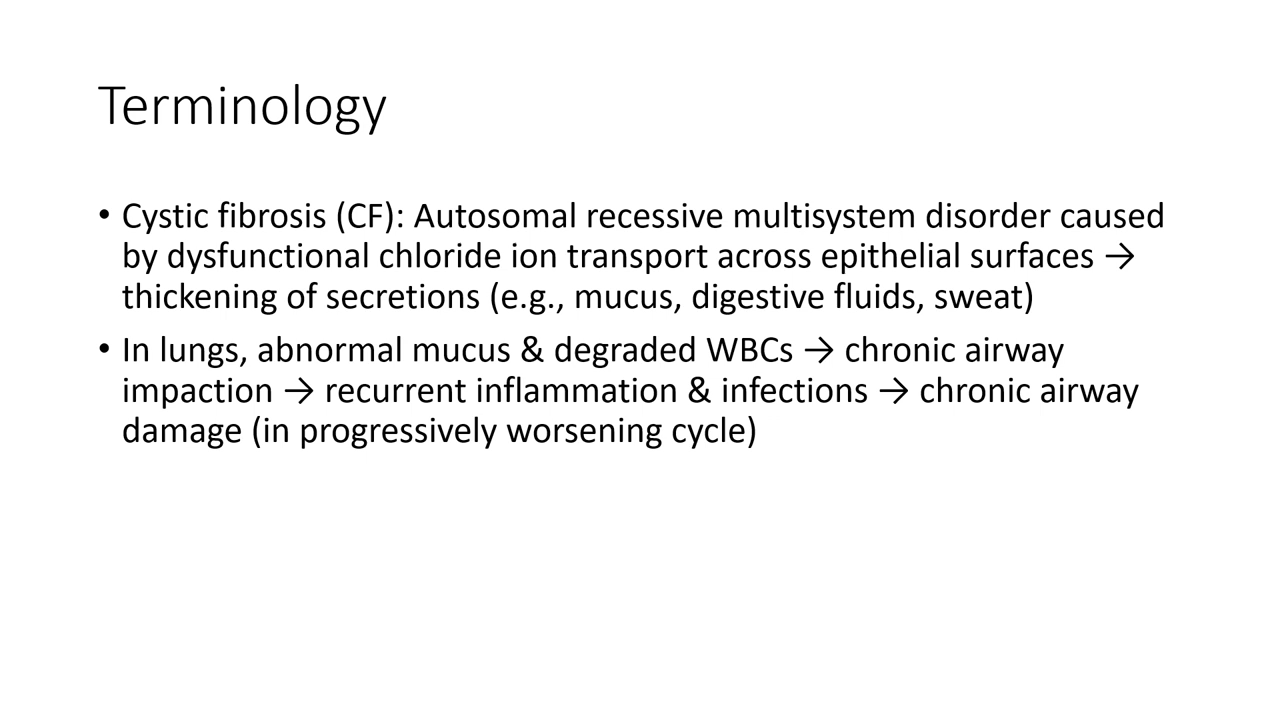 Terminology
• Cystic fibrosis (CF): Autosomal recessive multisystem disorder caused
by dysfunctional chloride ion transport across epithelial surfaces →
thickening of secretions (e.g., mucus, digestive fluids, sweat)
• In lungs, abnormal mucus & degraded WBCs → chronic airway
impaction → recurrent inflammation & infections → chronic airway
damage (in progressively worsening cycle)